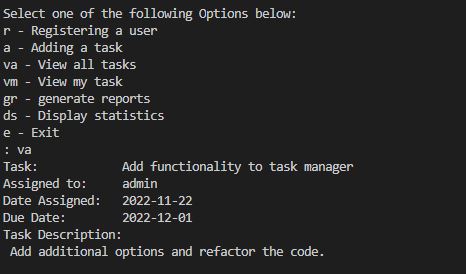 Select one of the following Options below:
r - Registering a user
a - Adding a task
va - View all tasks
vm - View my task
gr - generate reports
ds - Display statistics
e - Exit
: va
Task: Add functionality to task manager
Assigned to: admin
Date Assigned: 2022-11-22
Due Date: 2022-12-01
Task Description:
Add additional options and refactor the code.